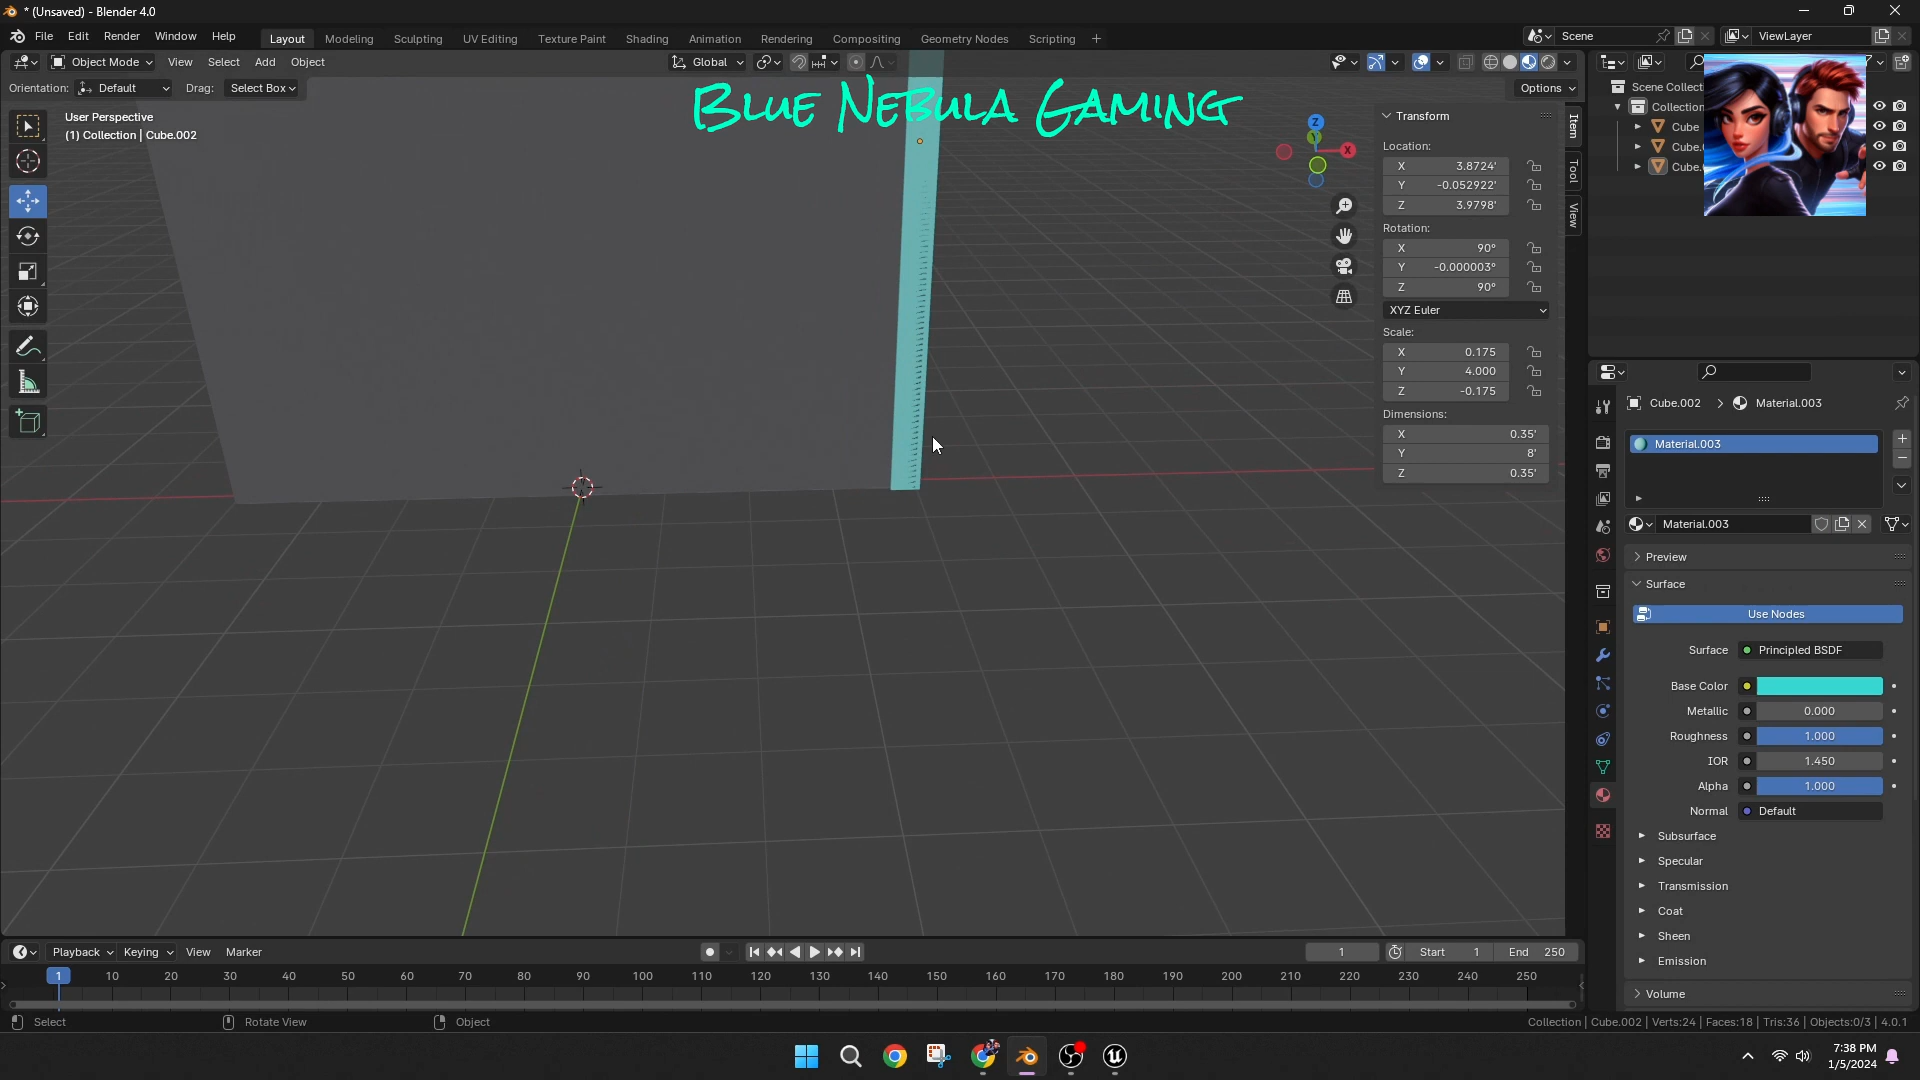 * (Unsaved) - Blender 4.0
File Edit Render Window Help
Layout Modeling Sculpting UV Editing Texture Paint Shading Animation Rendering Compositing Geometry Nodes Scripting +
Scene
ViewLayer
Object Mode View Select Add Object
Global
Options
Orientation: Default Drag: Select Box
User Perspective
(1) Collection | Cube.002
Blue Nebula Gaming
Z
Y
X
Transform
Location:
X 3.8724'
Y -0.052922'
Z 3.9798'
Rotation:
X 90°
Y -0.000003°
Z 90°
XYZ Euler
Scale:
X 0.175
Y 4.000
Z -0.175
Dimensions:
X 0.35'
Y 8'
Z 0.35'
Item
Tool
View
Scene Collect
Collection
Cube
Cube.
Cube.
Cube.002 > Material.003
Material.003
Material.003
Preview
Surface
Use Nodes
Surface Principled BSDF
Base Color
Metallic 0.000
Roughness 1.000
IOR 1.450
Alpha 1.000
Normal Default
Subsurface
Specular
Transmission
Coat
Sheen
Emission
Volume
Playback Keying View Marker
1
Start 1 End 250
1 10 20 30 40 50 60 70 80 90 100 110 120 130 140 150 160 170 180 190 200 210 220 230 240 250
Select Rotate View Object
Collection | Cube.002 | Verts:24 | Faces:18 | Tris:36 | Objects:0/3 | 4.0.1
7:38 PM
1/5/2024